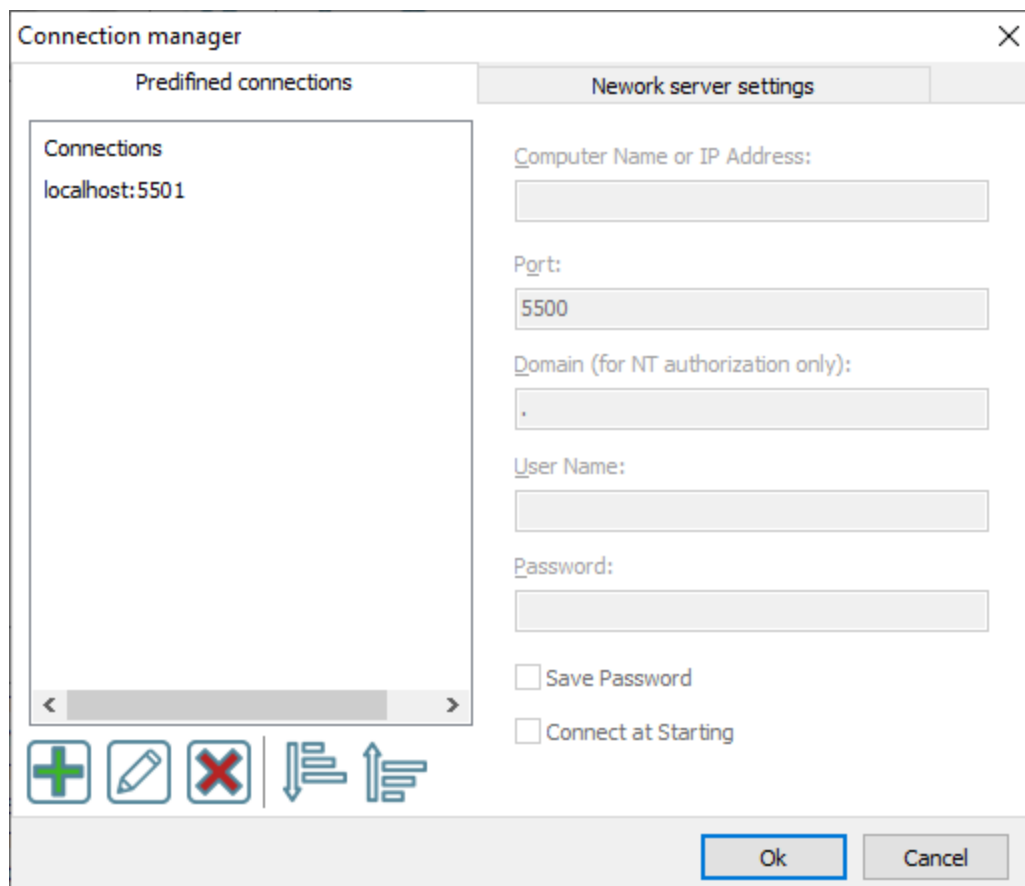 Connection manager
Predifined connections
Nework server settings
Connections
localhost:5501
Computer Name or IP Address:
Port:
5500
Domain (for NT authorization only):
.
User Name:
Password:
Save Password
Connect at Starting
Ok
Cancel